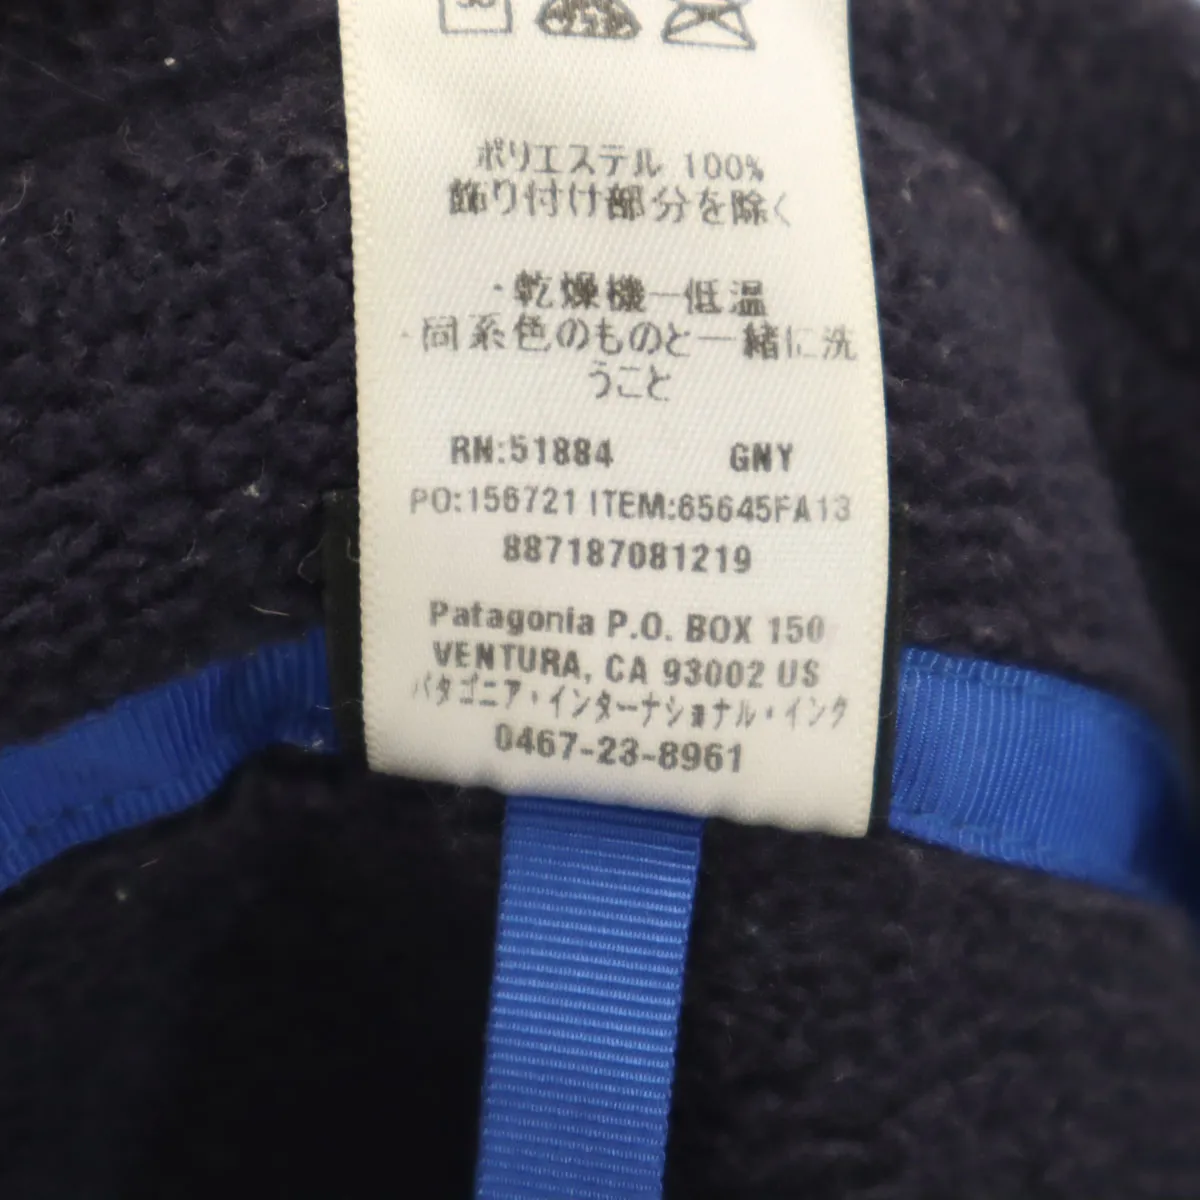 ポリエステル 100%
飾り付け部分を除く
・乾燥機ー低温
・同系色のものと一緒に洗
うこと
RN:51884 GNY
PO:156721 ITEM:65645FA13
887187081219
Patagonia P.O. BOX 150
VENTURA, CA 93002 US
パタゴニア・インターナショナル・インク
0467-23-8961